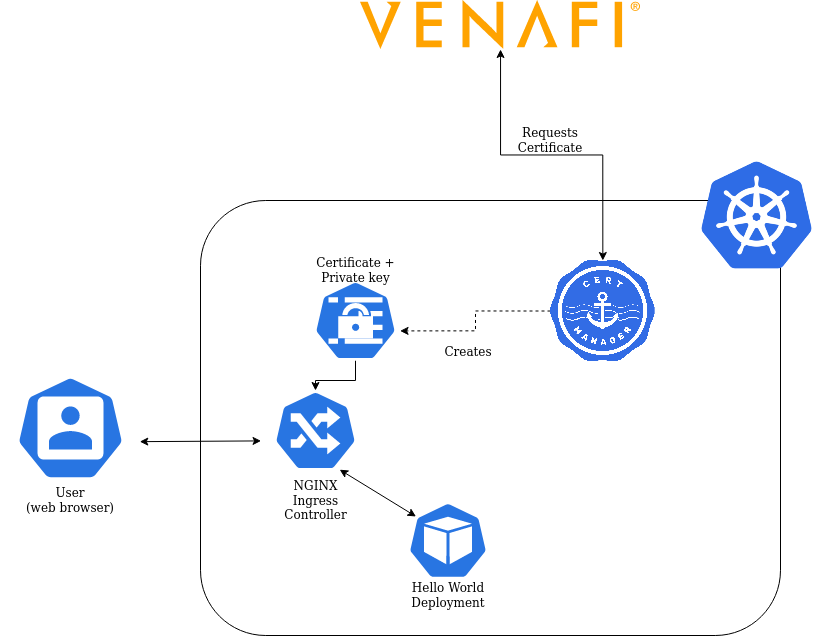 VENAFI®
Requests
Certificate
Certificate +
Private key
CERT
MANAGER
Creates
User
(web browser)
NGINX
Ingress
Controller
Hello World
Deployment